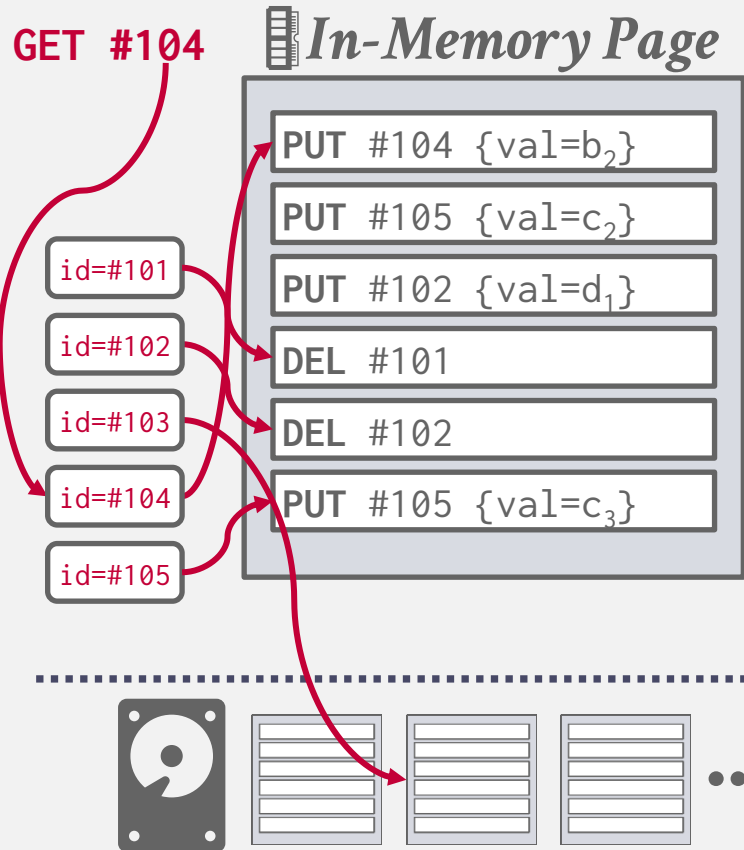 GET #104
In-Memory Page
PUT #104 {val=b₂}
PUT #105 {val=c₂}
PUT #102 {val=d₁}
DEL #101
DEL #102
PUT #105 {val=c₃}
id=#101
id=#102
id=#103
id=#104
id=#105